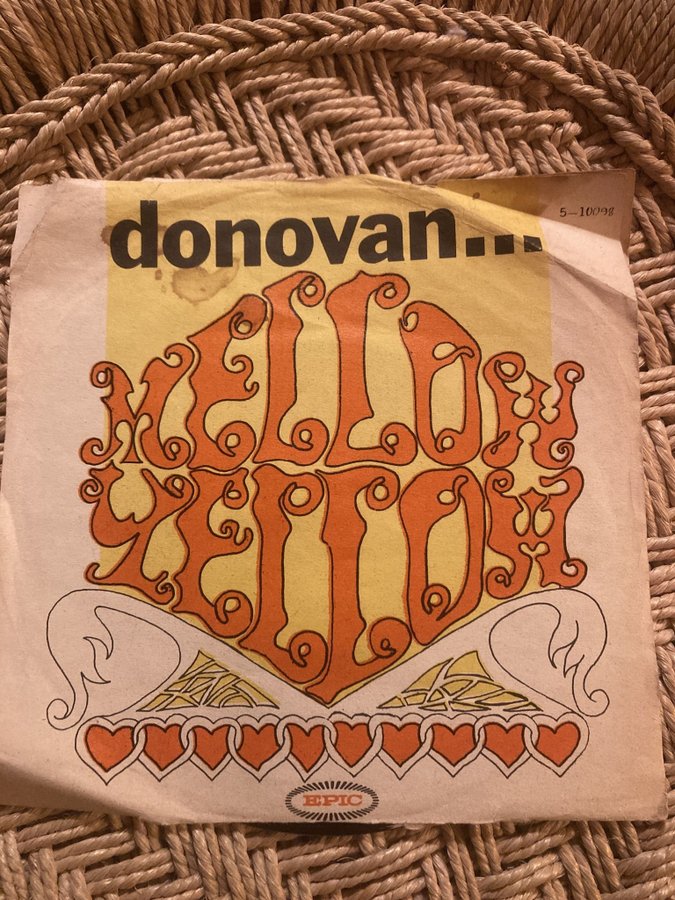 donovan...
5-10098
MELLOW
YELLOW
EPIC